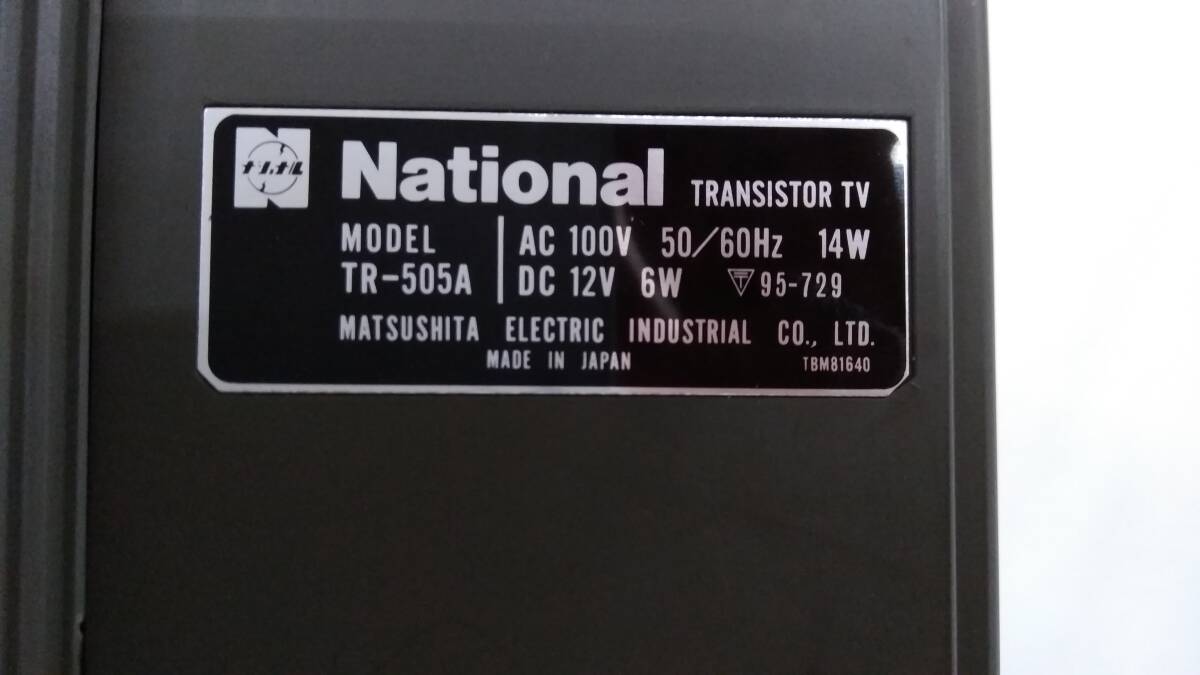 ナショナル
National TRANSISTOR TV
MODEL AC 100V 50/60Hz 14W
TR-505A DC 12V 6W 〒 95-729
MATSUSHITA ELECTRIC INDUSTRIAL CO., LTD.
MADE IN JAPAN TBM81640